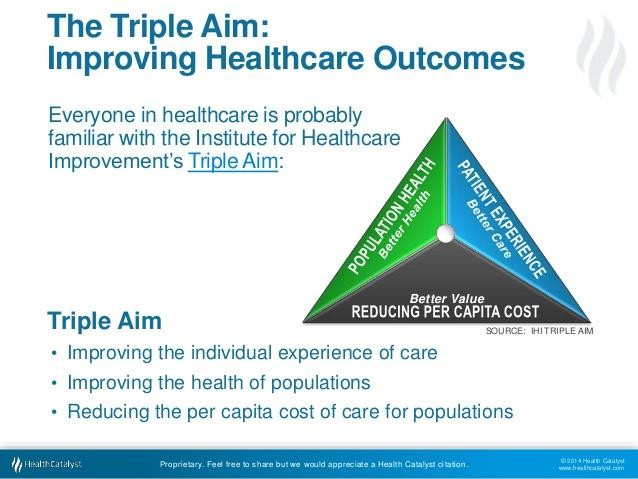 The Triple Aim:
Improving Healthcare Outcomes
Everyone in healthcare is probably
familiar with the Institute for Healthcare
Improvement's Triple Aim:
POPULATION HEALTH
Better Health
PATIENT EXPERIENCE
Better Care
Better Value
REDUCING PER CAPITA COST
SOURCE: IHI TRIPLE AIM
Triple Aim
• Improving the individual experience of care
• Improving the health of populations
• Reducing the per capita cost of care for populations
HealthCatalyst
Proprietary. Feel free to share but we would appreciate a Health Catalyst citation.
© 2014 Health Catalyst
www.healthcatalyst.com